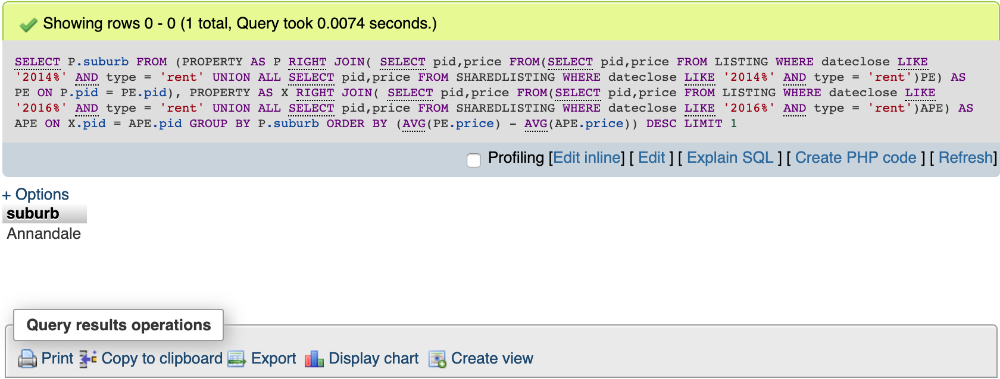 Showing rows 0 - 0 (1 total, Query took 0.0074 seconds.)
SELECT P.suburb FROM (PROPERTY AS P RIGHT JOIN( SELECT pid,price FROM(SELECT pid,price FROM LISTING WHERE dateclose LIKE
'2014%' AND type = 'rent' UNION ALL SELECT pid,price FROM SHAREDLISTING WHERE dateclose LIKE '2014%' AND type = 'rent')PE) AS
PE ON P.pid = PE.pid), PROPERTY AS X RIGHT JOIN( SELECT pid,price FROM(SELECT pid,price FROM LISTING WHERE dateclose LIKE
'2016%' AND type = 'rent' UNION ALL SELECT pid,price FROM SHAREDLISTING WHERE dateclose LIKE '2016%' AND type = 'rent')APE) AS
APE ON X.pid = APE.pid GROUP BY P.suburb ORDER BY (AVG(PE.price) - AVG(APE.price)) DESC LIMIT 1
Profiling [Edit inline] [ Edit ] [ Explain SQL ] [ Create PHP code ] [ Refresh]
+ Options
suburb
Annandale
Query results operations
Print Copy to clipboard Export Display chart Create view